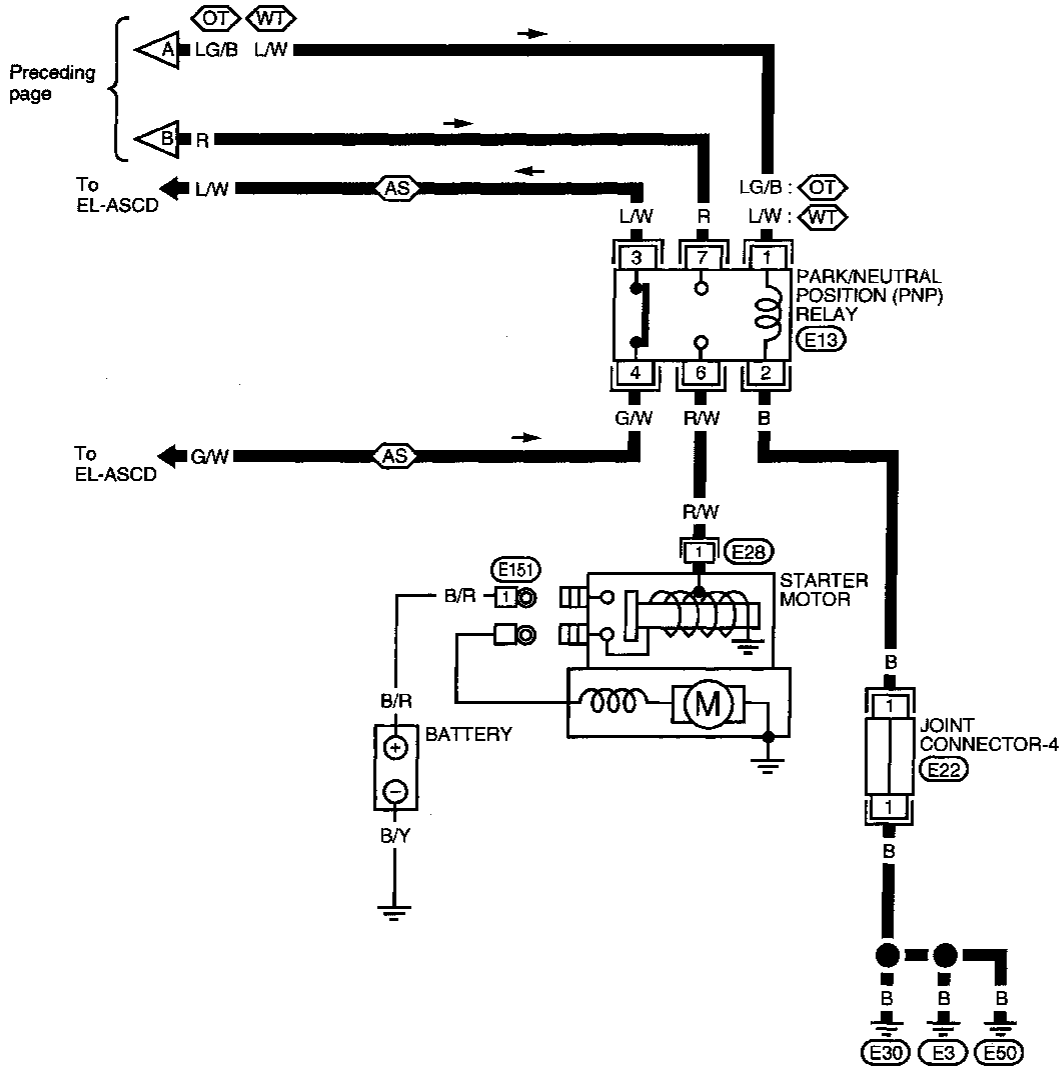 OT WT
A LG/B L/W
Preceding
page
B R
To
EL-ASCD
L/W AS
LG/B : OT
L/W R L/W : WT
3 7 1
PARK/NEUTRAL
POSITION (PNP)
RELAY
E13
4 6 2
G/W R/W B
To
EL-ASCD
G/W AS
R/W
1 E28
E151
STARTER
MOTOR
B/R 1
B
B/R
M
1
BATTERY
JOINT
CONNECTOR-4
E22
+
−
1
B/Y
B
B B B
E30 E3 E50